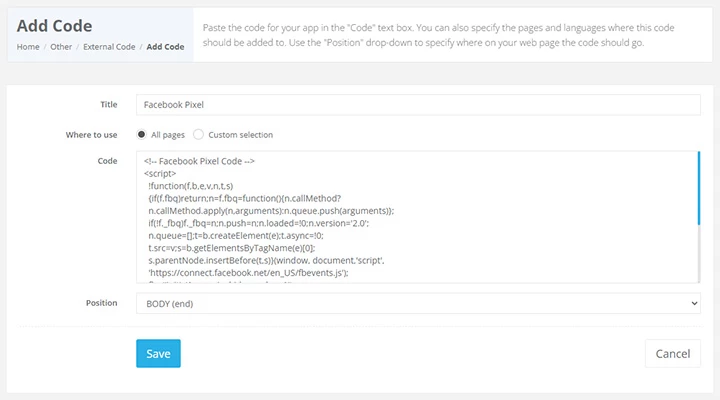 Add Code
Home / Other / External Code / Add Code
Paste the code for your app in the "Code" text box. You can also specify the pages and languages where this code
should be added to. Use the "Position" drop-down to specify where on your web page the code should go.
Title
Facebook Pixel
Where to use
All pages
Custom selection
Code
<!-- Facebook Pixel Code -->
<script>
!function(f,b,e,v,n,t,s)
{if(f.fbq)return;n=f.fbq=function(){n.callMethod?
n.callMethod.apply(n,arguments):n.queue.push(arguments)};
if(!f._fbq)f._fbq=n;n.push=n;n.loaded=!0;n.version='2.0';
n.queue=[];t=b.createElement(e);t.async=!0;
t.src=v;s=b.getElementsByTagName(e)[0];
s.parentNode.insertBefore(t,s)}(window, document,'script',
'https://connect.facebook.net/en_US/fbevents.js');
Position
BODY (end)
Save
Cancel